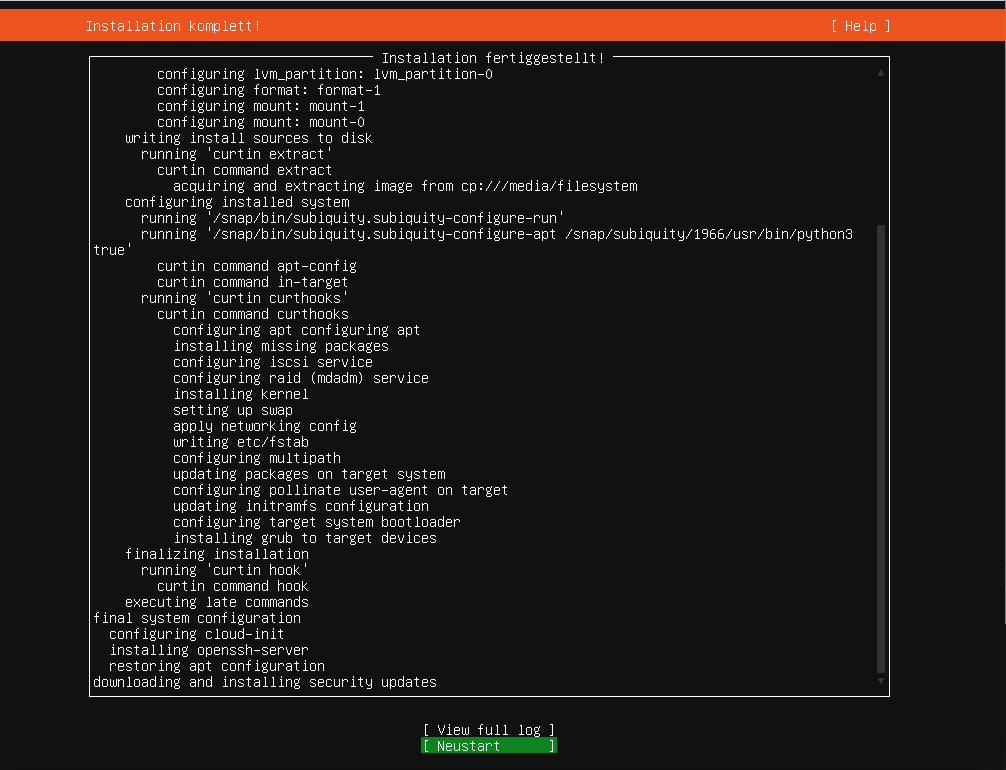 Installation komplett! [ Help ]
Installation fertiggestellt!
configuring lvm_partition: lvm_partition-0
configuring format: format-1
configuring mount: mount-1
configuring mount: mount-0
writing install sources to disk
running 'curtin extract'
curtin command extract
acquiring and extracting image from cp:///media/filesystem
configuring installed system
running '/snap/bin/subiquity.subiquity-configure-run'
running '/snap/bin/subiquity.subiquity-configure-apt /snap/subiquity/1966/usr/bin/python3
true'
curtin command apt-config
curtin command in-target
running 'curtin curthooks'
curtin command curthooks
configuring apt configuring apt
installing missing packages
configuring iscsi service
configuring raid (mdadm) service
installing kernel
setting up swap
apply networking config
writing etc/fstab
configuring multipath
updating packages on target system
configuring pollinate user-agent on target
updating initramfs configuration
configuring target system bootloader
installing grub to target devices
finalizing installation
running 'curtin hook'
curtin command hook
executing late commands
final system configuration
configuring cloud-init
installing openssh-server
restoring apt configuration
downloading and installing security updates
[ View full log ]
[ Neustart ]